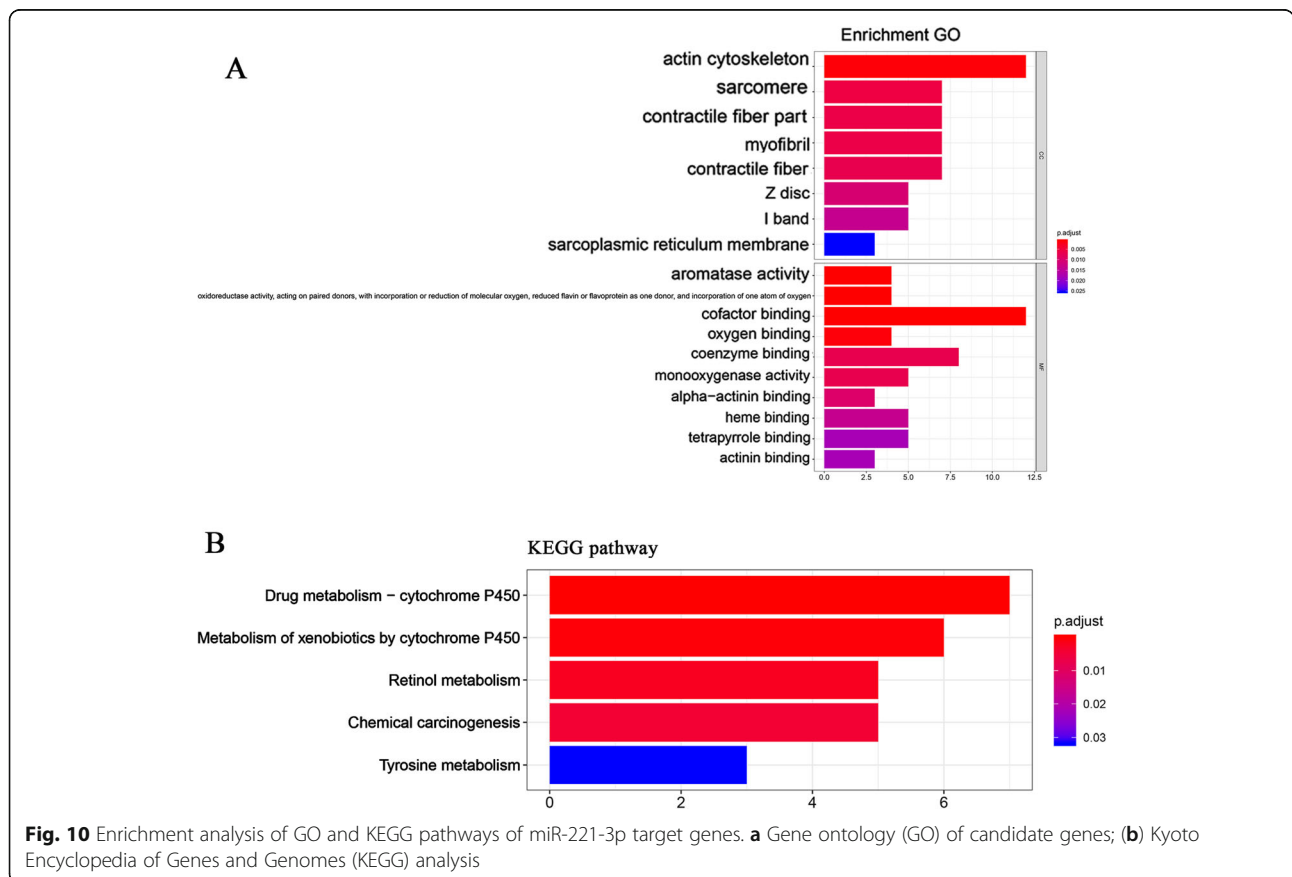 Enrichment GO
A
actin cytoskeleton
sarcomere
contractile fiber part
myofibril
contractile fiber
Z disc
I band
sarcoplasmic reticulum membrane
CC
aromatase activity
oxidoreductase activity, acting on paired donors, with incorporation or reduction of molecular oxygen, reduced flavin or flavoprotein as one donor, and incorporation of one atom of oxygen
cofactor binding
oxygen binding
coenzyme binding
monooxygenase activity
alpha−actinin binding
heme binding
tetrapyrrole binding
actinin binding
MF
0.0 2.5 5.0 7.5 10.0 12.5
p.adjust
0.005
0.010
0.015
0.020
0.025
B
KEGG pathway
Drug metabolism − cytochrome P450
Metabolism of xenobiotics by cytochrome P450
Retinol metabolism
Chemical carcinogenesis
Tyrosine metabolism
0 2 4 6
p.adjust
0.01
0.02
0.03
Fig. 10 Enrichment analysis of GO and KEGG pathways of miR-221-3p target genes. a Gene ontology (GO) of candidate genes; (b) Kyoto
Encyclopedia of Genes and Genomes (KEGG) analysis